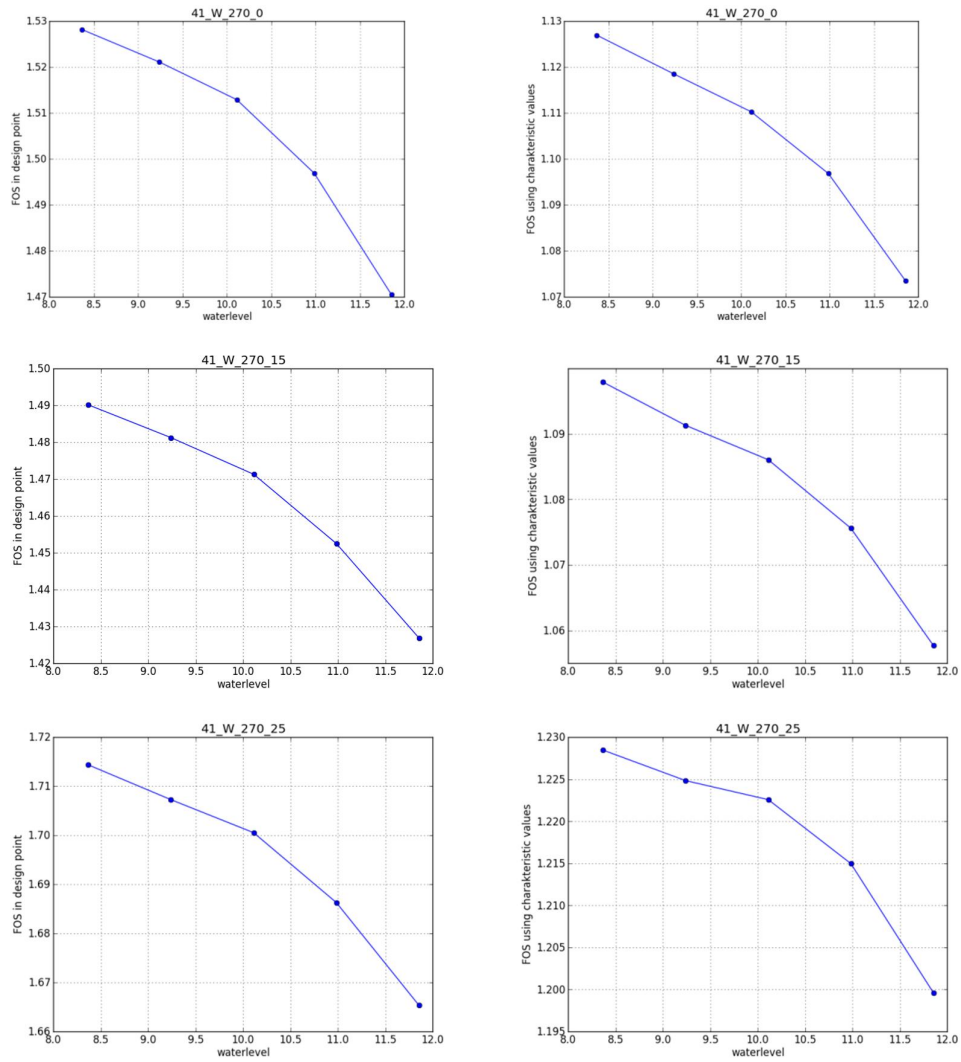 41_W_270_0
1.53
1.52
1.51
1.50
1.49
1.48
1.47
8.0 8.5 9.0 9.5 10.0 10.5 11.0 11.5 12.0
FOS in design point
waterlevel
41_W_270_0
1.13
1.12
1.11
1.10
1.09
1.08
1.07
8.0 8.5 9.0 9.5 10.0 10.5 11.0 11.5 12.0
FOS using charakteristic values
waterlevel
41_W_270_15
1.50
1.49
1.48
1.47
1.46
1.45
1.44
1.43
1.42
8.0 8.5 9.0 9.5 10.0 10.5 11.0 11.5 12.0
FOS in design point
waterlevel
41_W_270_15
1.09
1.08
1.07
1.06
8.0 8.5 9.0 9.5 10.0 10.5 11.0 11.5 12.0
FOS using charakteristic values
waterlevel
41_W_270_25
1.72
1.71
1.70
1.69
1.68
1.67
1.66
8.0 8.5 9.0 9.5 10.0 10.5 11.0 11.5 12.0
FOS in design point
waterlevel
41_W_270_25
1.230
1.225
1.220
1.215
1.210
1.205
1.200
1.195
8.0 8.5 9.0 9.5 10.0 10.5 11.0 11.5 12.0
FOS using charakteristic values
waterlevel